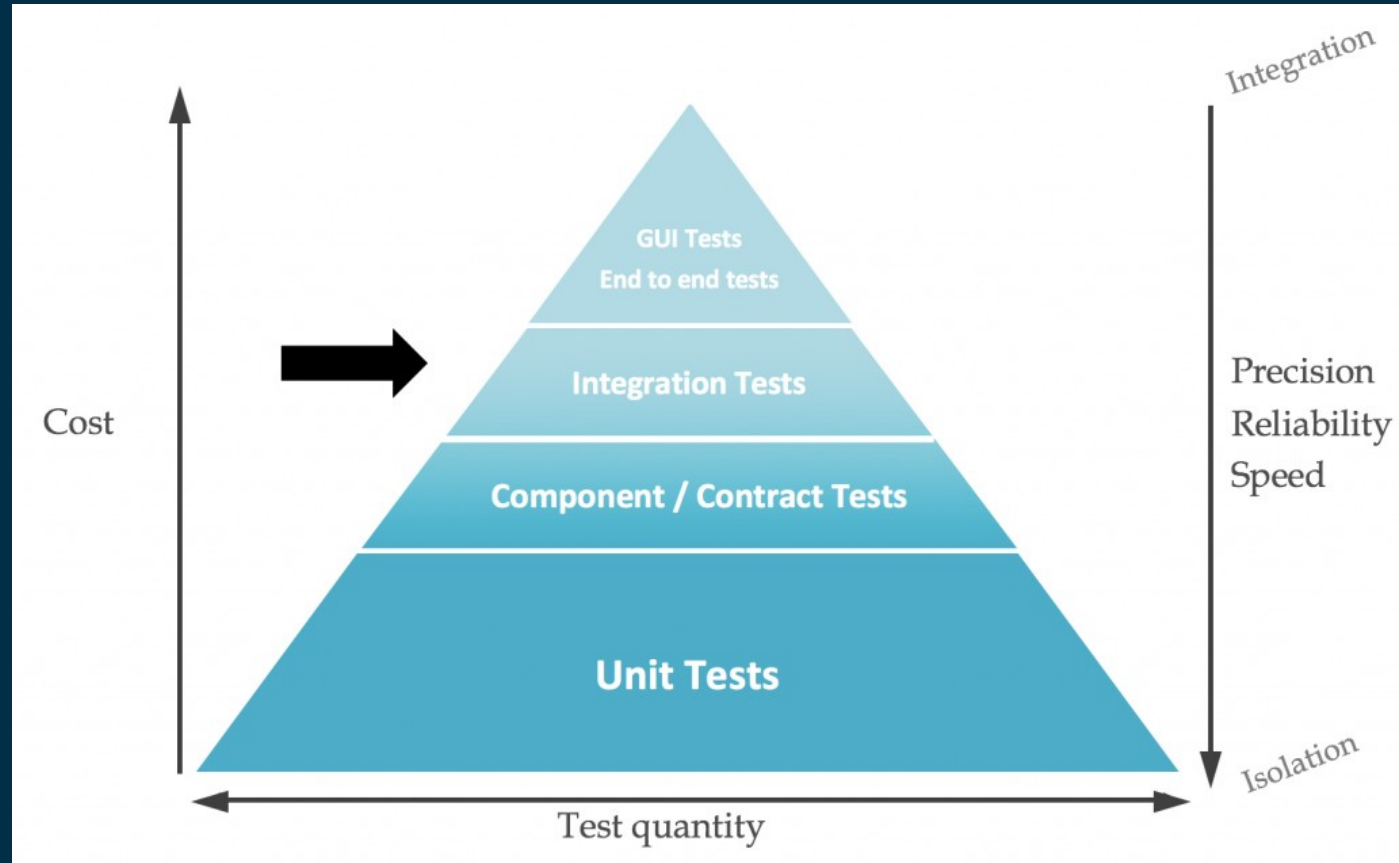 Integration
GUI Tests
End to end tests
Integration Tests
Cost
Precision
Reliability
Speed
Component / Contract Tests
Unit Tests
Isolation
Test quantity